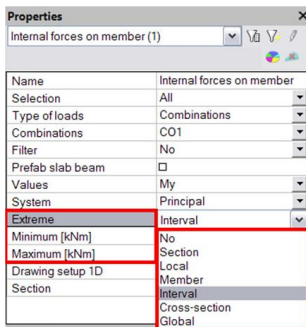 Properties x
Internal forces on member (1)
Name Internal forces on member
Selection All
Type of loads Combinations
Combinations CO1
Filter No
Prefab slab beam
Values My
System Principal
Extreme Interval
Minimum [kNm] No
Maximum [kNm] Section
Drawing setup 1D Local
Section Member
Interval
Cross-section
Global